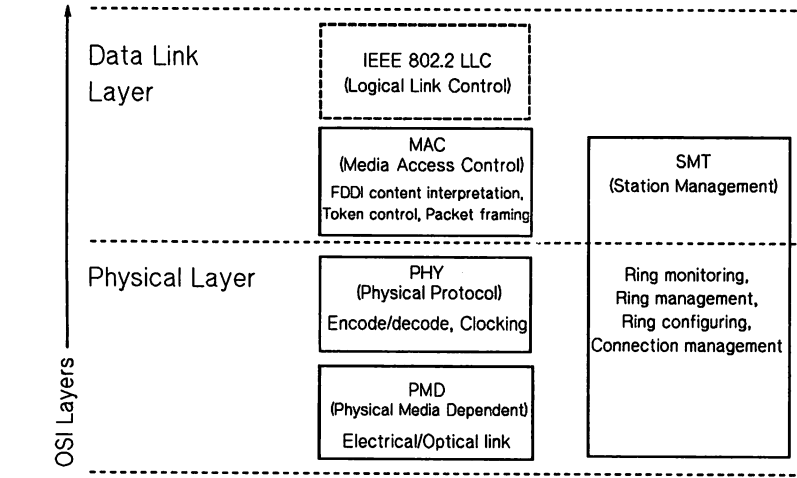 Data Link
Layer
IEEE 802.2 LLC
(Logical Link Control)
MAC
(Media Access Control)
FDDI content interpretation,
Token control, Packet framing
SMT
(Station Management)
Ring monitoring,
Ring management,
Ring configuring,
Connection management
Physical Layer
PHY
(Physical Protocol)
Encode/decode, Clocking
PMD
(Physical Media Dependent)
Electrical/Optical link
OSI Layers